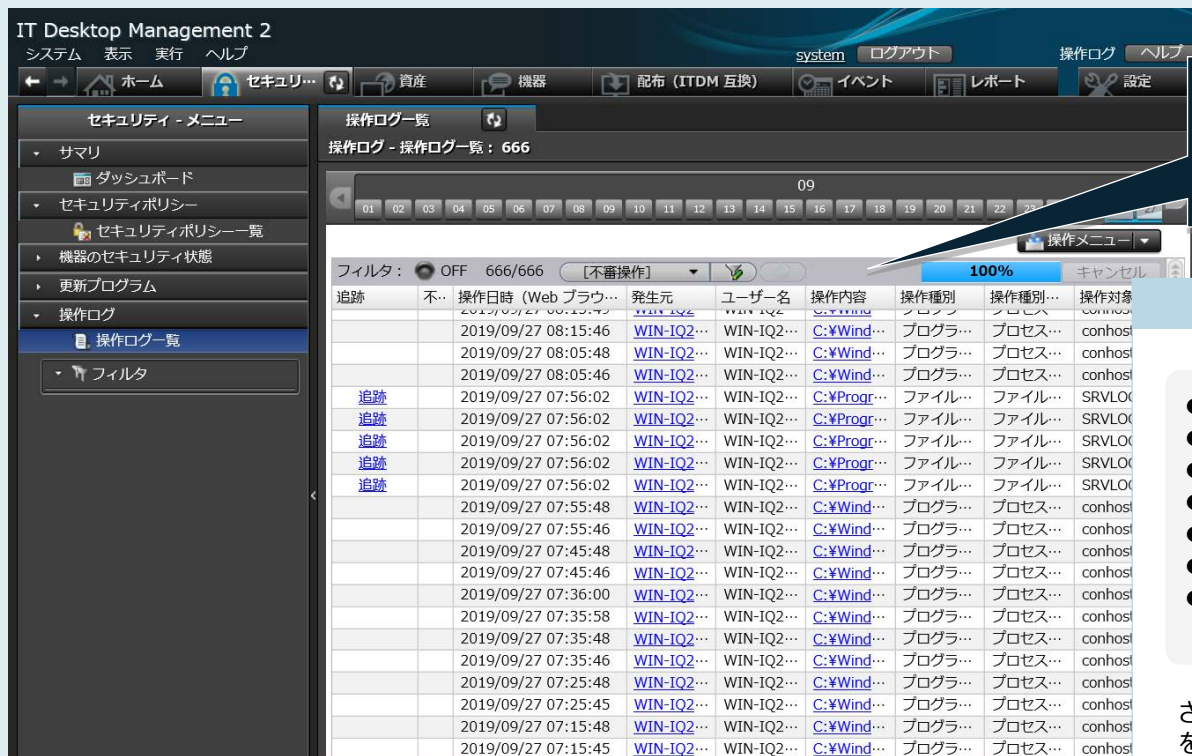 IT Desktop Management 2
システム 表示 実行 ヘルプ
system ログアウト 操作ログ ヘルプ
ホーム セキュリ… 資産 機器 配布（ITDM 互換） イベント レポート 設定
セキュリティ - メニュー
サマリ
ダッシュボード
セキュリティポリシー
セキュリティポリシー一覧
機器のセキュリティ状態
更新プログラム
操作ログ
操作ログ一覧
フィルタ
操作ログ一覧
操作ログ - 操作ログ一覧： 666
09
01 02 03 04 05 06 07 08 09 10 11 12 13 14 15 16 17 18 19 20 21 22 23 27
操作メニュー
フィルタ： OFF 666/666 [不審操作] 100% キャンセル
追跡 不… 操作日時（Web ブラウ… 発生元 ユーザー名 操作内容 操作種別 操作種別… 操作対象
2019/09/27 08:15:46 WIN-IQ2… WIN-IQ2… C:¥Wind… プログラ… プロセス… conhost
2019/09/27 08:05:48 WIN-IQ2… WIN-IQ2… C:¥Wind… プログラ… プロセス… conhost
2019/09/27 08:05:46 WIN-IQ2… WIN-IQ2… C:¥Wind… プログラ… プロセス… conhost
追跡 2019/09/27 07:56:02 WIN-IQ2… WIN-IQ2… C:¥Progr… ファイル… ファイル… SRVLO
追跡 2019/09/27 07:56:02 WIN-IQ2… WIN-IQ2… C:¥Progr… ファイル… ファイル… SRVLO
追跡 2019/09/27 07:56:02 WIN-IQ2… WIN-IQ2… C:¥Progr… ファイル… ファイル… SRVLO
追跡 2019/09/27 07:56:02 WIN-IQ2… WIN-IQ2… C:¥Progr… ファイル… ファイル… SRVLO
追跡 2019/09/27 07:56:02 WIN-IQ2… WIN-IQ2… C:¥Progr… ファイル… ファイル… SRVLO
2019/09/27 07:55:48 WIN-IQ2… WIN-IQ2… C:¥Wind… プログラ… プロセス… conhost
2019/09/27 07:55:46 WIN-IQ2… WIN-IQ2… C:¥Wind… プログラ… プロセス… conhost
2019/09/27 07:45:48 WIN-IQ2… WIN-IQ2… C:¥Wind… プログラ… プロセス… conhost
2019/09/27 07:45:46 WIN-IQ2… WIN-IQ2… C:¥Wind… プログラ… プロセス… conhost
2019/09/27 07:36:00 WIN-IQ2… WIN-IQ2… C:¥Wind… プログラ… プロセス… conhost
2019/09/27 07:35:58 WIN-IQ2… WIN-IQ2… C:¥Wind… プログラ… プロセス… conhost
2019/09/27 07:35:48 WIN-IQ2… WIN-IQ2… C:¥Wind… プログラ… プロセス… conhost
2019/09/27 07:35:46 WIN-IQ2… WIN-IQ2… C:¥Wind… プログラ… プロセス… conhost
2019/09/27 07:25:48 WIN-IQ2… WIN-IQ2… C:¥Wind… プログラ… プロセス… conhost
2019/09/27 07:25:45 WIN-IQ2… WIN-IQ2… C:¥Wind… プログラ… プロセス… conhost
2019/09/27 07:15:48 WIN-IQ2… WIN-IQ2… C:¥Wind… プログラ… プロセス… conhost
2019/09/27 07:15:45 WIN-IQ2… WIN-IQ2… C:¥Wind… プログラ… プロセス… conhost
さ
を